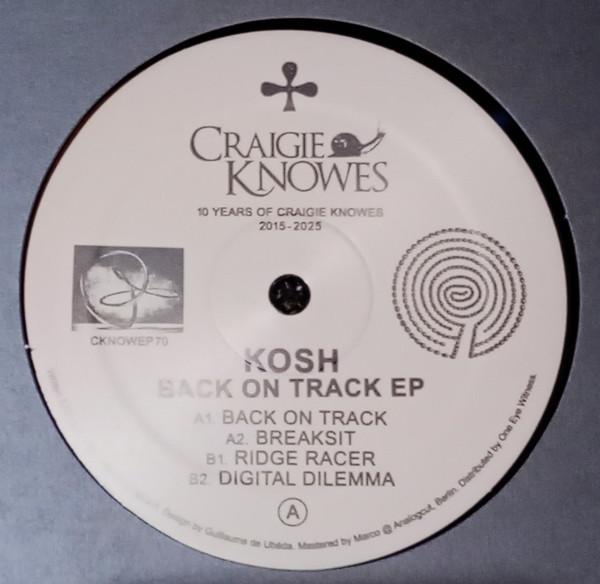 CRAIGIE
KNOWES
10 YEARS OF CRAIGIE KNOWES
2015-2025
CKNOWEP70
KOSH
BACK ON TRACK EP
A1. BACK ON TRACK
A2. BREAKSIT
B1. RIDGE RACER
B2. DIGITAL DILEMMA
A
Design by Guillaume de Ubéda. Mastered by Marco @ Analogcut, Berlin. Distributed by One Eye Witness.